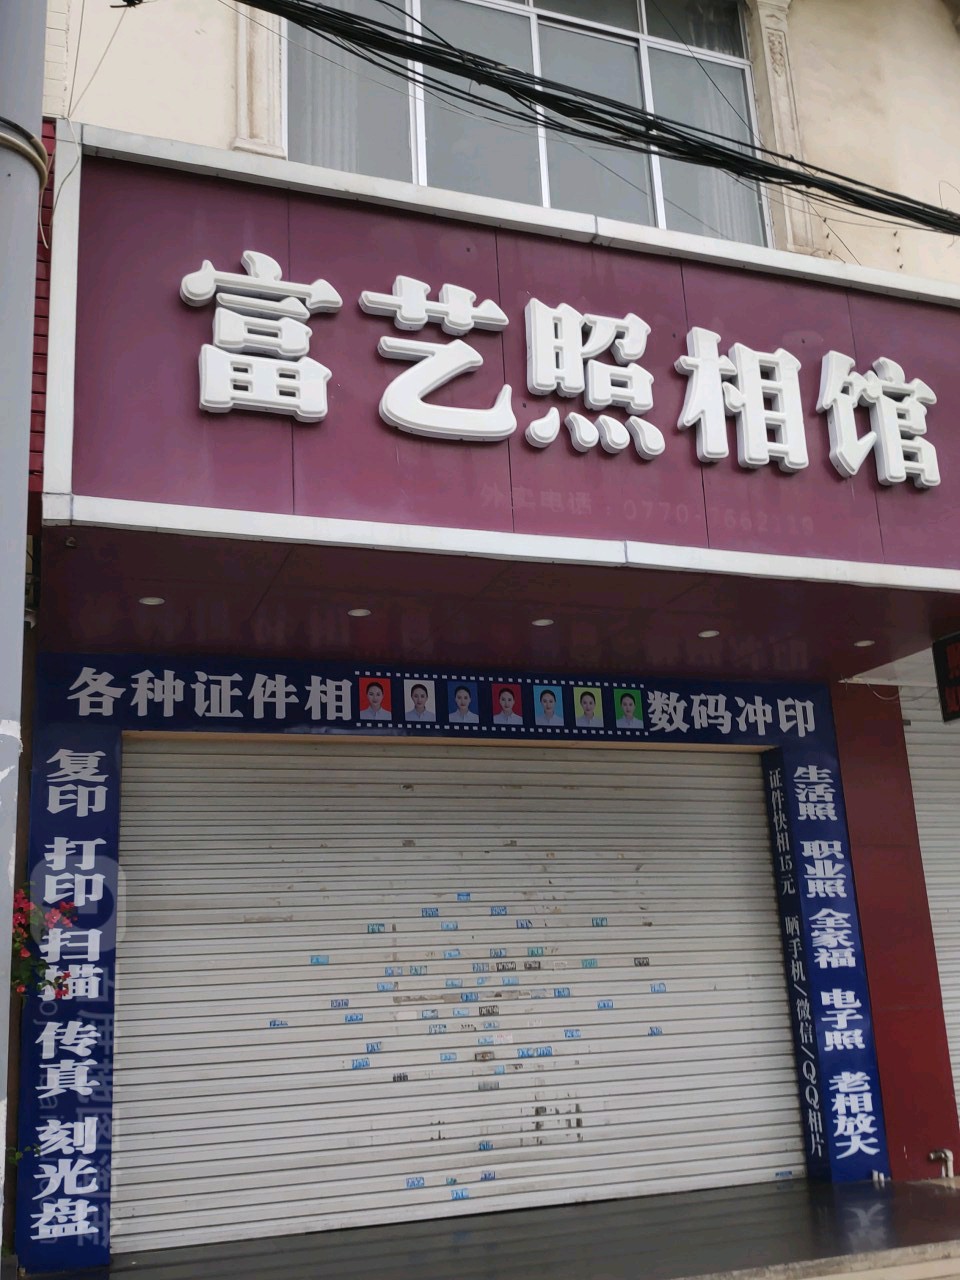 富艺照相馆
各种证件相
数码冲印
复印
打印
扫描
传真
刻光盘
证件快相15元
晒手机/微信/QQ相片
生活照
职业照
全家福
电子照
老相放大